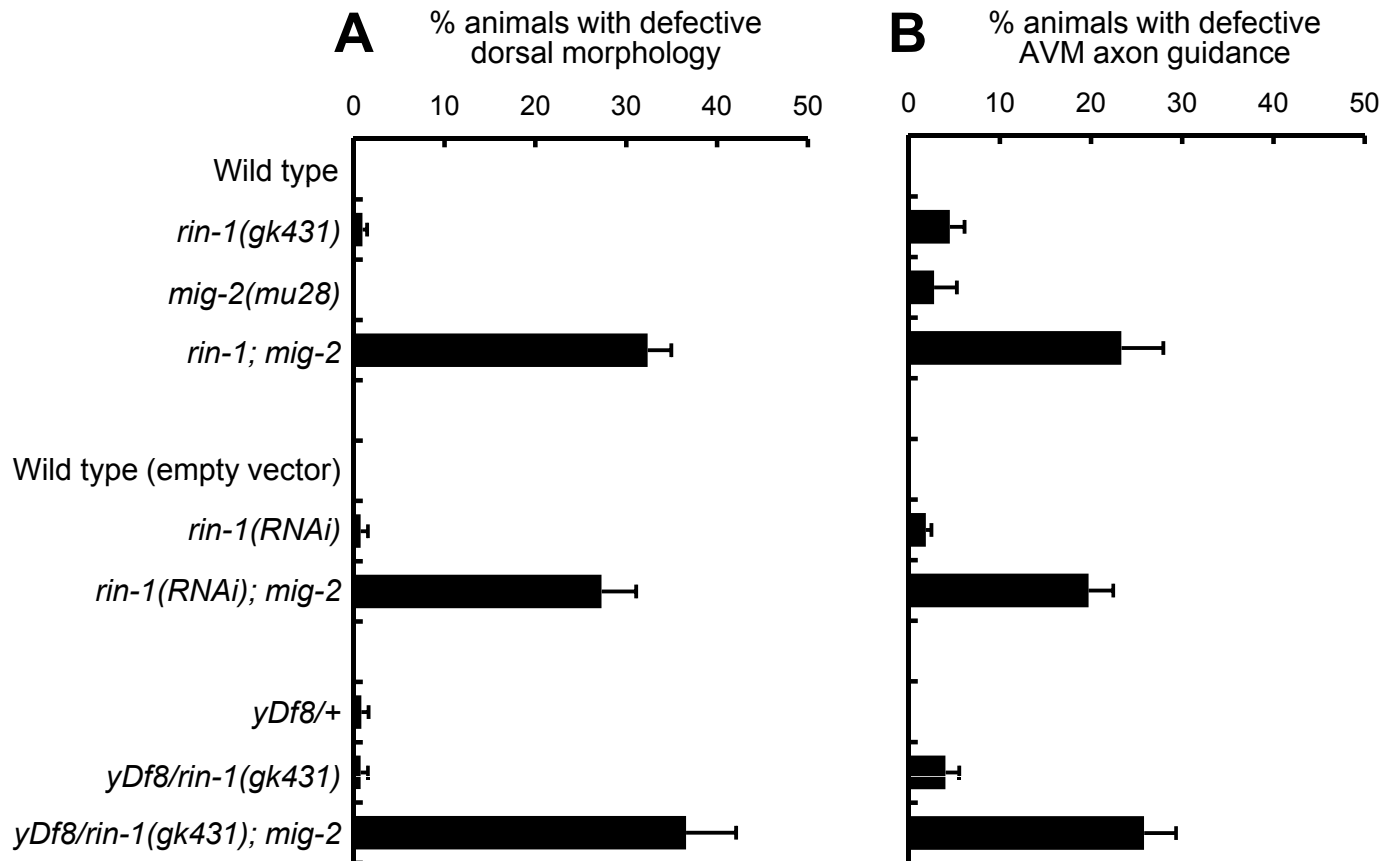 A % animals with defective
dorsal morphology
0 10 20 30 40 50
B % animals with defective
AVM axon guidance
0 10 20 30 40 50
Wild type
rin-1(gk431)
mig-2(mu28)
rin-1; mig-2
Wild type (empty vector)
rin-1(RNAi)
rin-1(RNAi); mig-2
yDf8/+
yDf8/rin-1(gk431)
yDf8/rin-1(gk431); mig-2